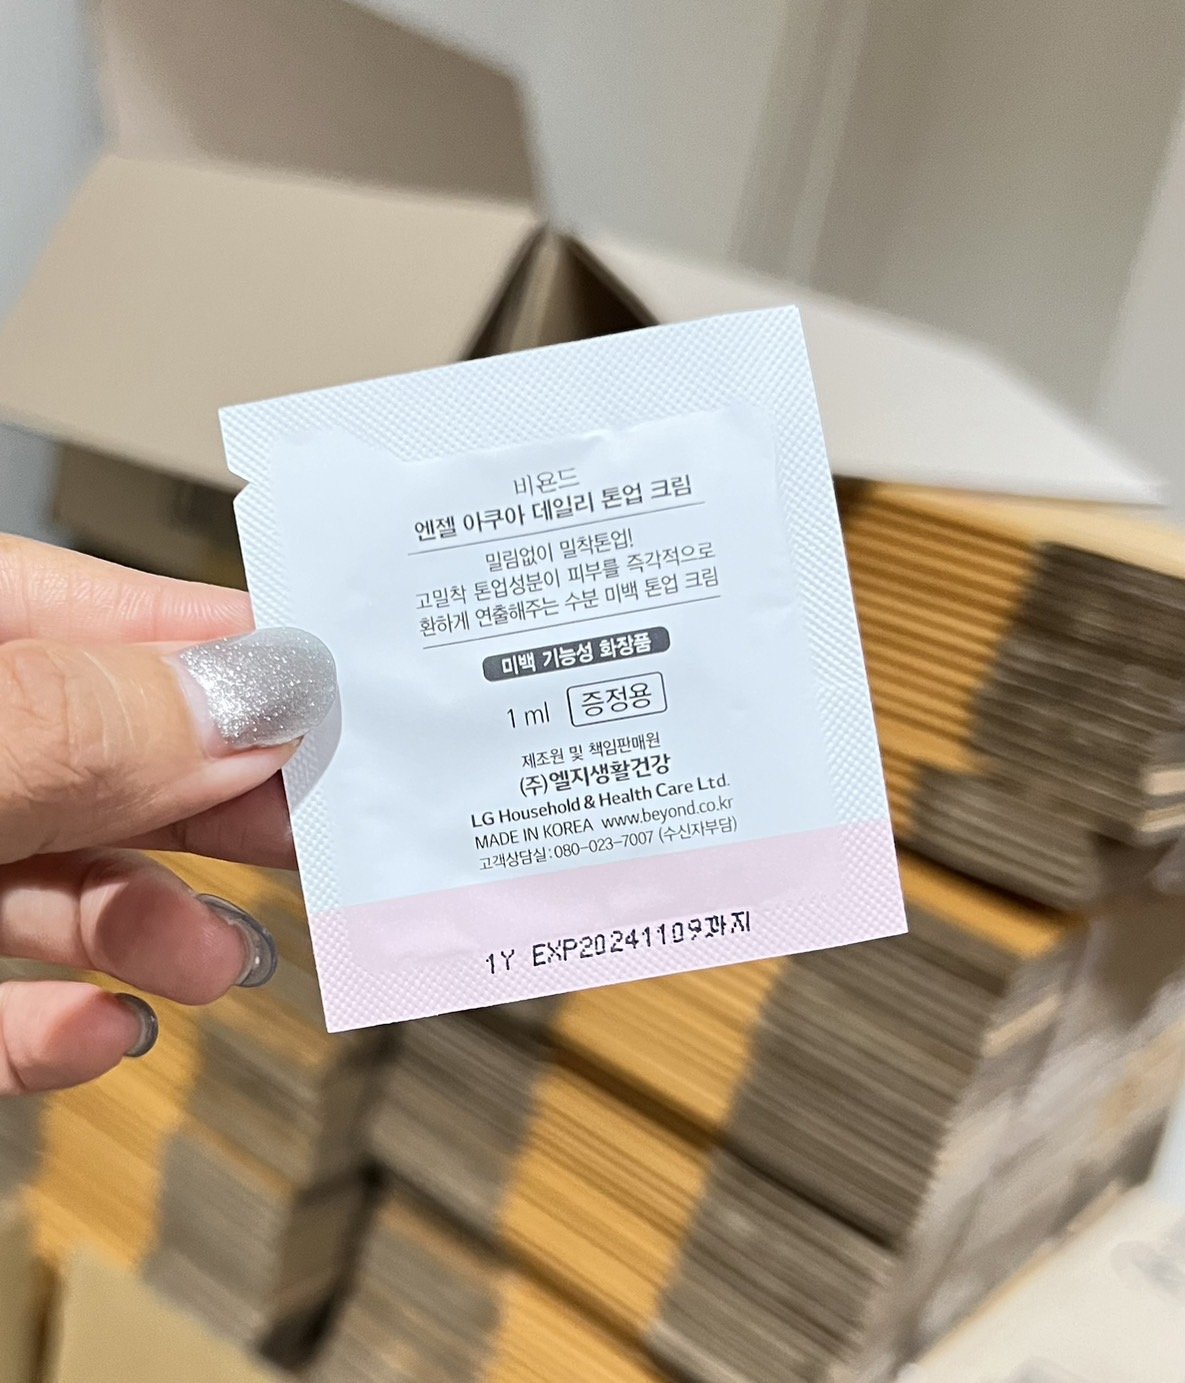 비욘드
엔젤 아쿠아 데일리 톤업 크림
밀림없이 밀착톤업!
고밀착 톤업성분이 피부를 즉각적으로
환하게 연출해주는 수분 미백 톤업 크림
미백 기능성 화장품
1 ml 증정용
제조원 및 책임판매원
(주)엘지생활건강
LG Household & Health Care Ltd.
MADE IN KOREA www.beyond.co.kr
고객상담실:080-023-7007 (수신자부담)
1Y EXP20241109까지